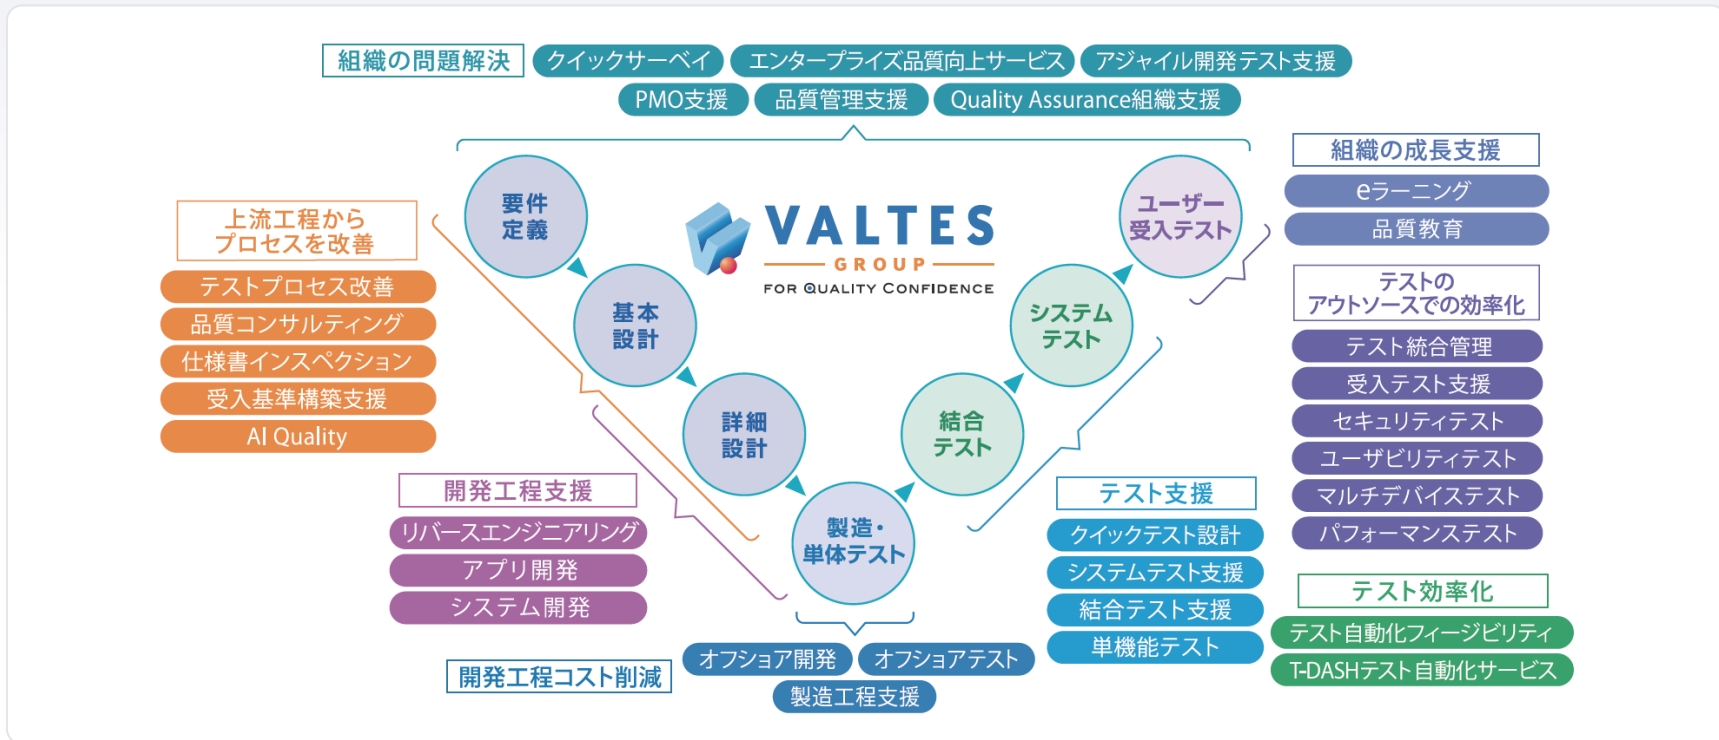 組織の問題解決
クイックサーベイ
エンタープライズ品質向上サービス
アジャイル開発テスト支援
PMO支援
品質管理支援
Quality Assurance組織支援
上流工程から
プロセスを改善
テストプロセス改善
品質コンサルティング
仕様書インスペクション
受入基準構築支援
AI Quality
要件
定義
基本
設計
詳細
設計
製造・
単体テスト
結合
テスト
システム
テスト
ユーザー
受入テスト
VALTES
GROUP
FOR QUALITY CONFIDENCE
開発工程支援
リバースエンジニアリング
アプリ開発
システム開発
開発工程コスト削減
オフショア開発
オフショアテスト
製造工程支援
テスト支援
クイックテスト設計
システムテスト支援
結合テスト支援
単機能テスト
組織の成長支援
eラーニング
品質教育
テストの
アウトソースでの効率化
テスト統合管理
受入テスト支援
セキュリティテスト
ユーザビリティテスト
マルチデバイステスト
パフォーマンステスト
テスト効率化
テスト自動化フィージビリティ
T-DASHテスト自動化サービス